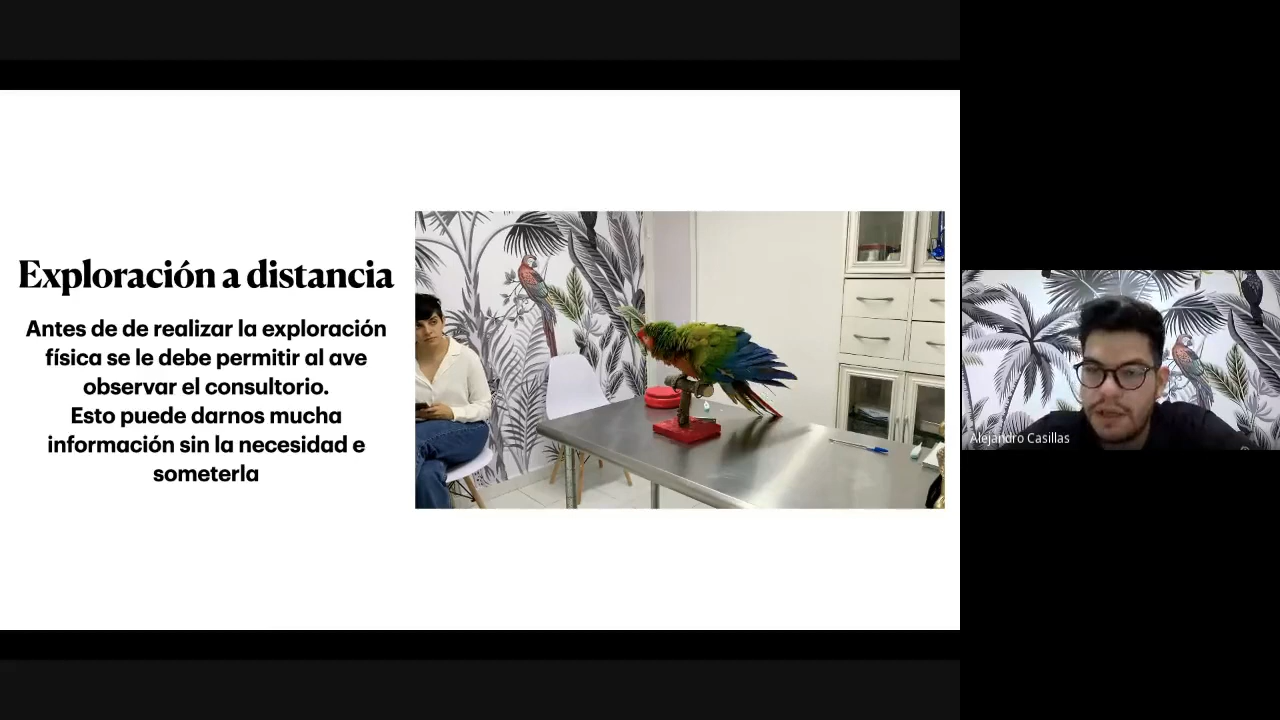 Exploración a distancia
Antes de de realizar la exploración
física se le debe permitir al ave
observar el consultorio.
Esto puede darnos mucha
información sin la necesidad e
someterla
Alejandro Casillas